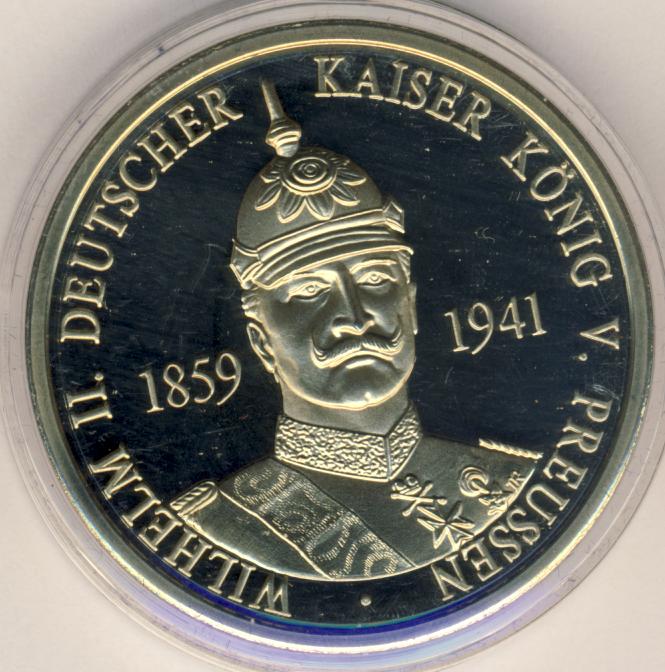 WILHELM II. DEUTSCHER KAISER KÖNIG V. PREUSSEN
1859
1941